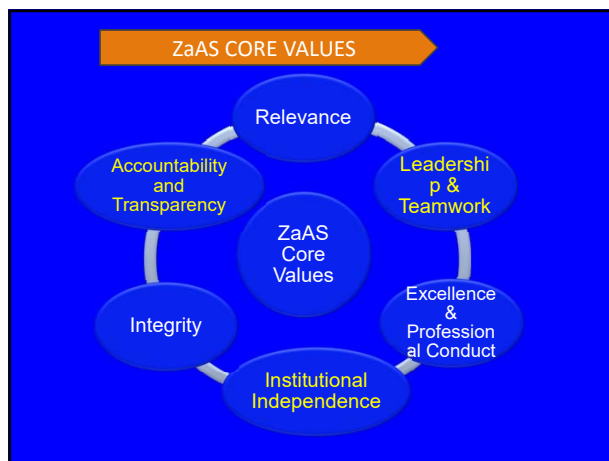 ZaAS CORE VALUES
Relevance
Leadershi
p &
Teamwork
Excellence
&
Profession
al Conduct
Institutional
Independence
Integrity
Accountability
and
Transparency
ZaAS
Core
Values